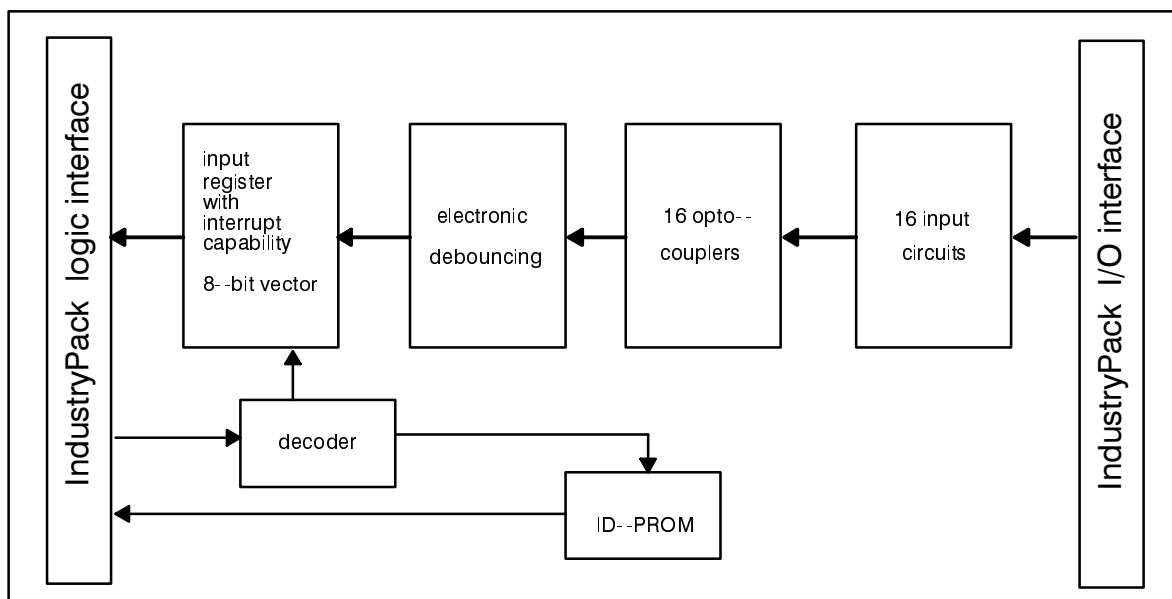 IndustryPack logic interface
input
register
with
interrupt
capability
8--bit vector
electronic
debouncing
16 opto--
couplers
16 input
circuits
IndustryPack I/O interface
decoder
ID--PROM